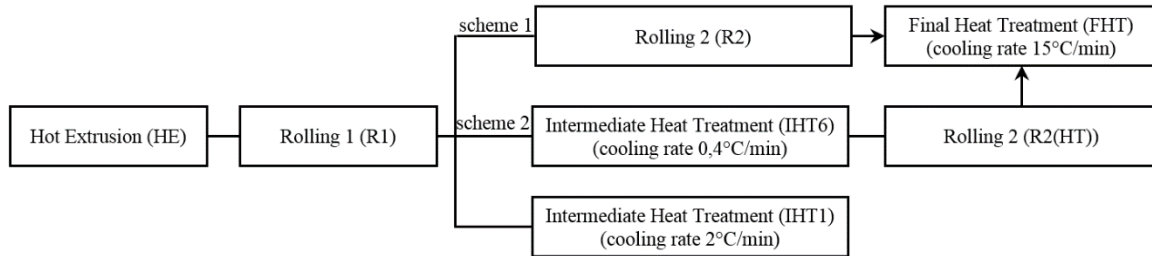 scheme 1
Rolling 2 (R2)
Final Heat Treatment (FHT)
(cooling rate 15°C/min)
Hot Extrusion (HE)
Rolling 1 (R1)
scheme 2
Intermediate Heat Treatment (IHT6)
(cooling rate 0,4°C/min)
Rolling 2 (R2(HT))
Intermediate Heat Treatment (IHT1)
(cooling rate 2°C/min)